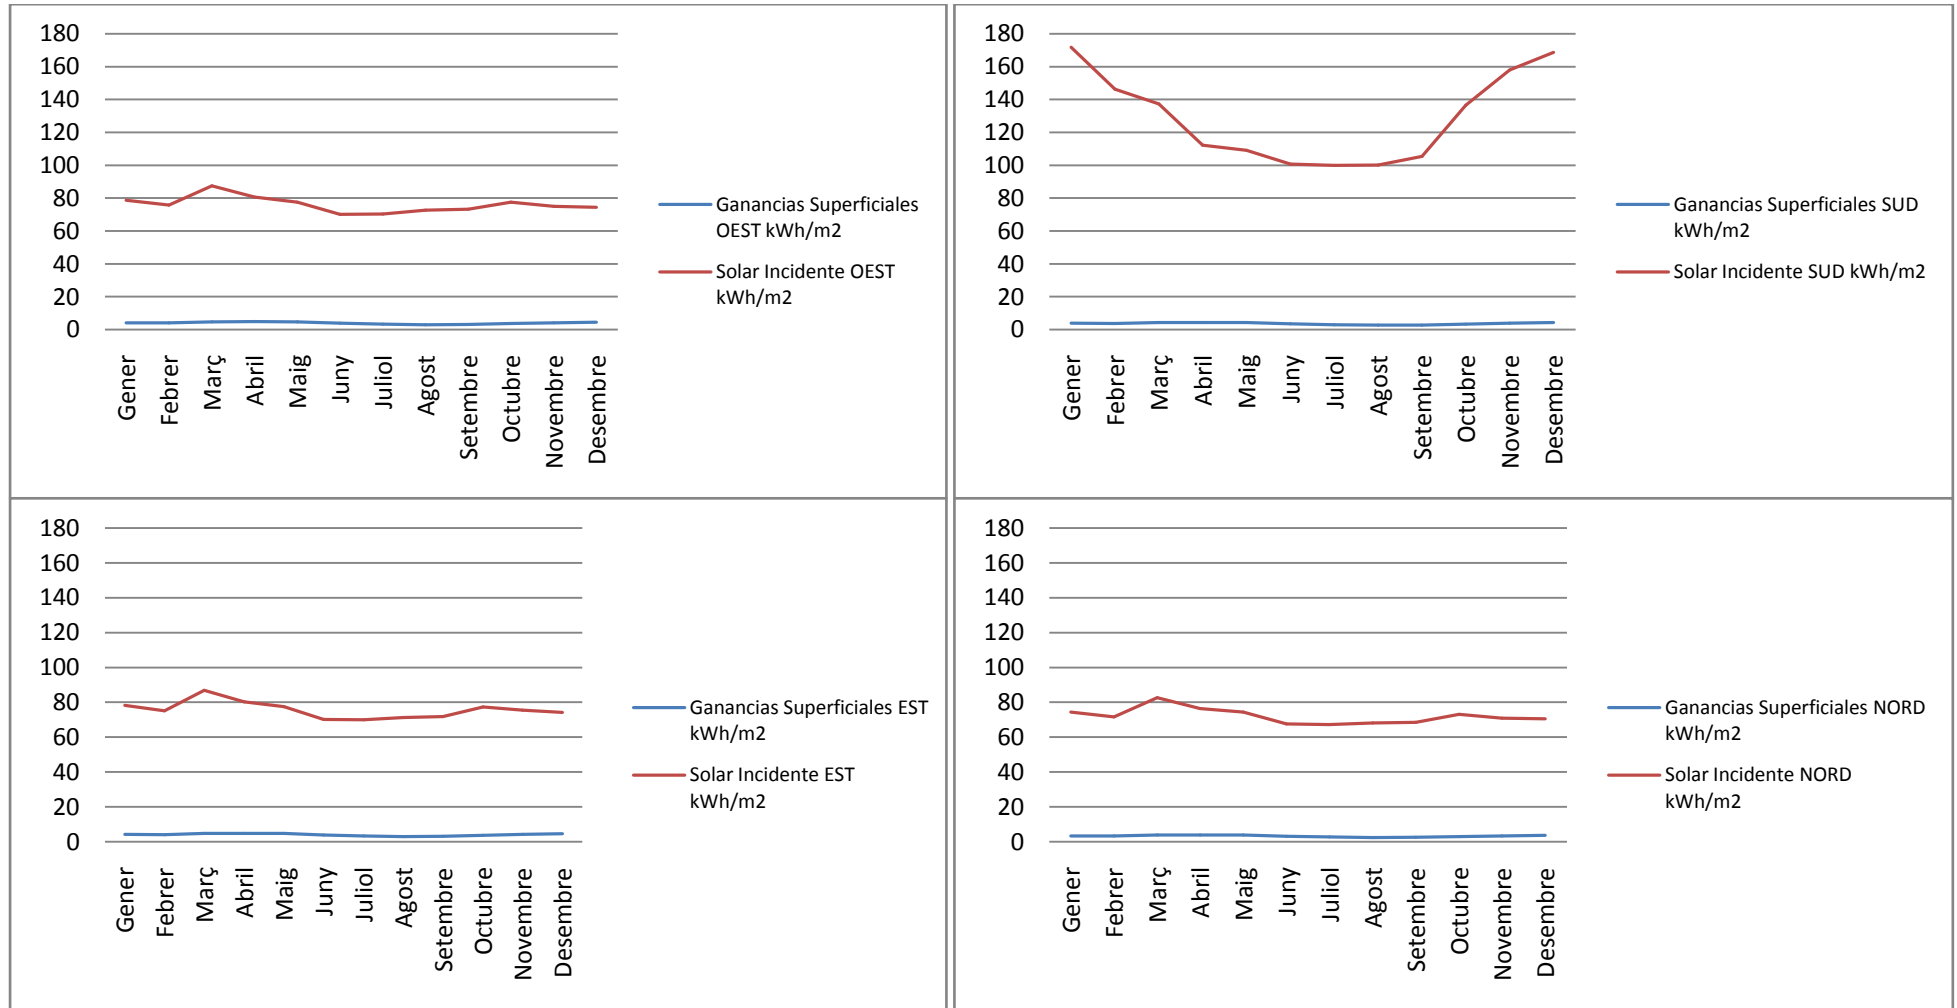 180
160
140
120
100
80
60
40
20
0
Gener
Febrer
Març
Abril
Maig
Juny
Juliol
Agost
Setembre
Octubre
Novembre
Desembre
Ganancias Superficiales
OEST kWh/m2
Solar Incidente OEST
kWh/m2
180
160
140
120
100
80
60
40
20
0
Gener
Febrer
Març
Abril
Maig
Juny
Juliol
Agost
Setembre
Octubre
Novembre
Desembre
Ganancias Superficiales SUD
kWh/m2
Solar Incidente SUD kWh/m2
180
160
140
120
100
80
60
40
20
0
Gener
Febrer
Març
Abril
Maig
Juny
Juliol
Agost
Setembre
Octubre
Novembre
Desembre
Ganancias Superficiales EST
kWh/m2
Solar Incidente EST
kWh/m2
180
160
140
120
100
80
60
40
20
0
Gener
Febrer
Març
Abril
Maig
Juny
Juliol
Agost
Setembre
Octubre
Novembre
Desembre
Ganancias Superficiales NORD
kWh/m2
Solar Incidente NORD
kWh/m2